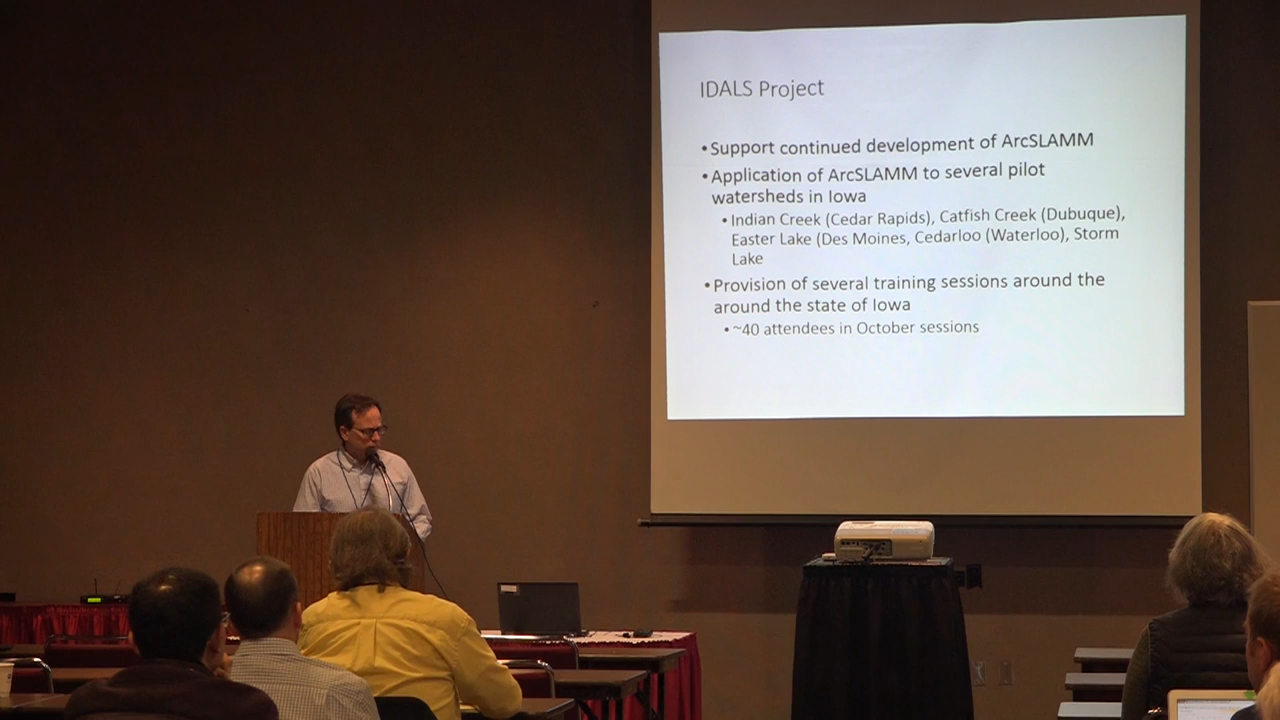 IDALS Project
•Support continued development of ArcSLAMM
•Application of ArcSLAMM to several pilot
watersheds in Iowa
•Indian Creek (Cedar Rapids), Catfish Creek (Dubuque),
Easter Lake (Des Moines, Cedarloo (Waterloo), Storm
Lake
•Provision of several training sessions around the
around the state of Iowa
•~40 attendees in October sessions